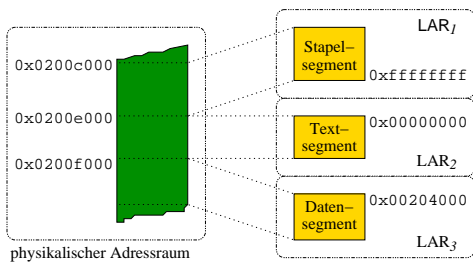 0x0200c000
0x0200e000
0x0200f000
physikalischer Adressraum
LAR1
Stapel–
segment
0xffffffff
Text–
segment
0x00000000
LAR2
Daten–
segment
0x00204000
LAR3